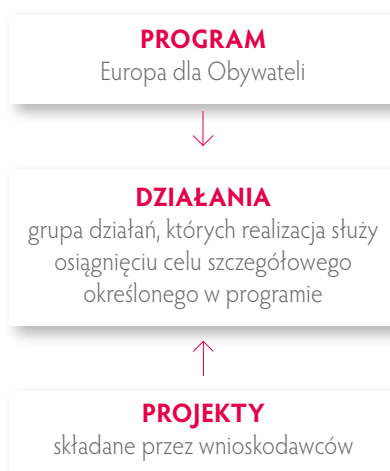 PROGRAM
Europa dla Obywateli
DZIAŁANIA
grupa działań, których realizacja służy
osiągnięciu celu szczegółowego
określonego w programie
PROJEKTY
składane przez wnioskodawców